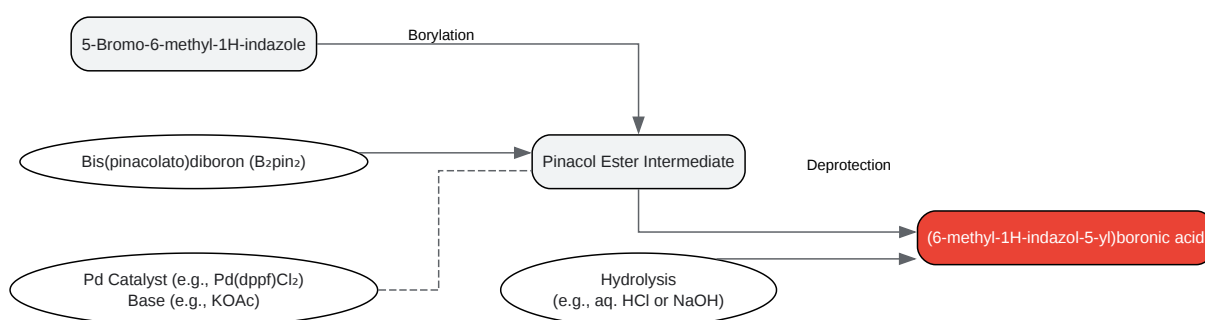 5-Bromo-6-methyl-1H-indazole
Borylation
Bis(pinacolato)diboron (B₂pin₂)
Pinacol Ester Intermediate
Deprotection
(6-methyl-1H-indazol-5-yl)boronic acid
Pd Catalyst (e.g., Pd(dppf)Cl₂)
Base (e.g., KOAc)
Hydrolysis
(e.g., aq. HCl or NaOH)